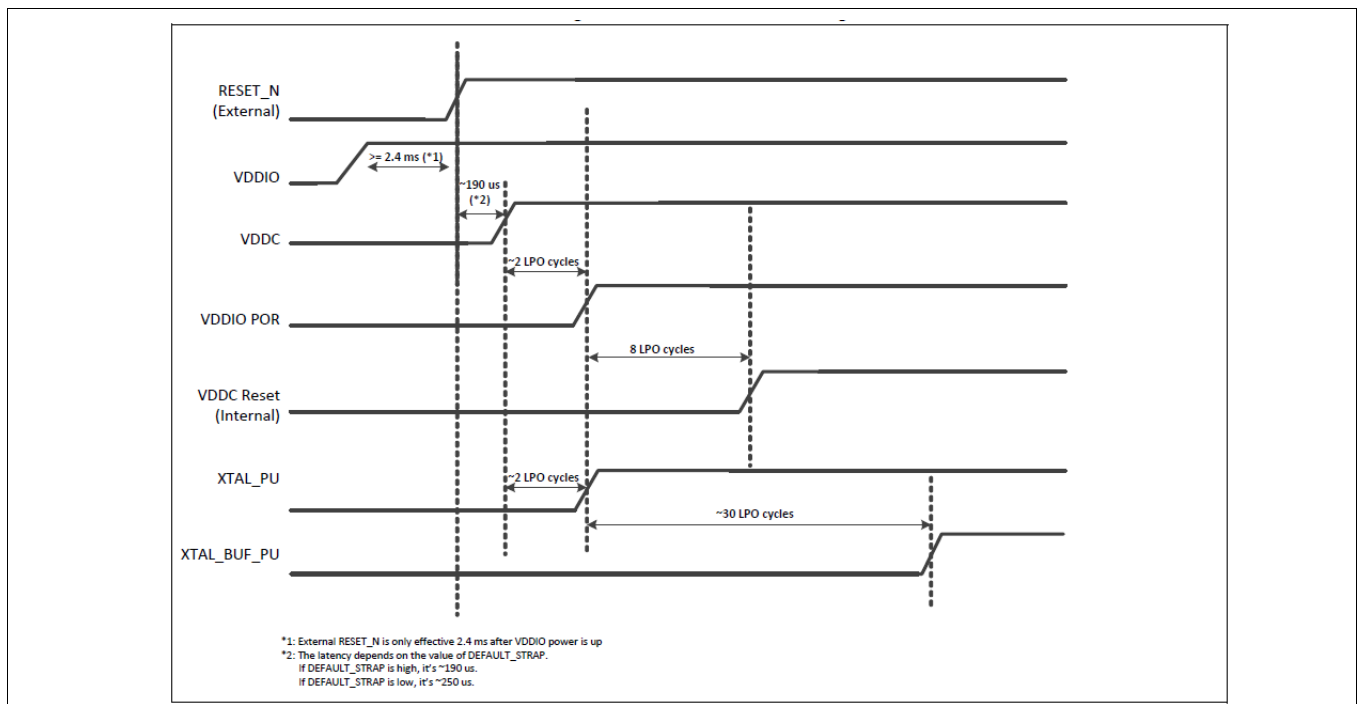 RESET_N
(External)
>= 2.4 ms (*1)
VDDIO
~190 us
(*2)
VDDC
~2 LPO cycles
VDDIO POR
8 LPO cycles
VDDC Reset
(Internal)
XTAL_PU
~2 LPO cycles
~30 LPO cycles
XTAL_BUF_PU
*1: External RESET_N is only effective 2.4 ms after VDDIO power is up
*2: The latency depends on the value of DEFAULT_STRAP.
If DEFAULT_STRAP is high, it's ~190 us.
If DEFAULT_STRAP is low, it's ~250 us.